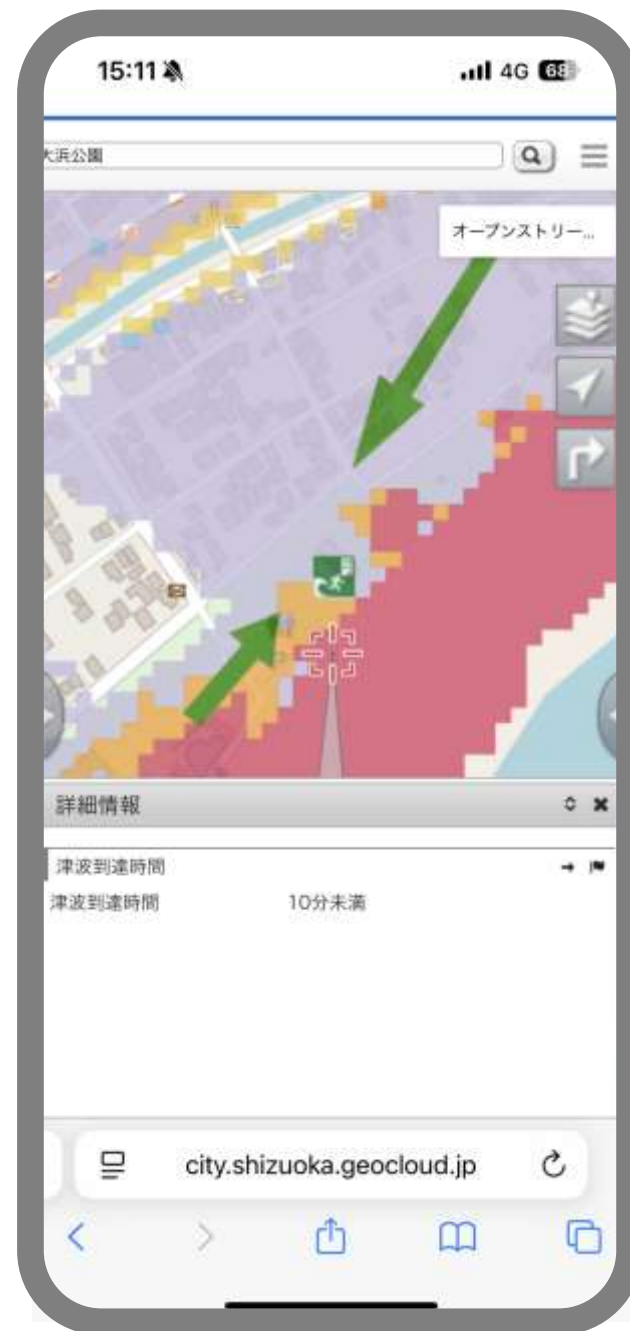 15:11
4G 68
大浜公園
オープンストリー...
詳細情報
津波到達時間
津波到達時間 10分未満
city.shizuoka.geocloud.jp